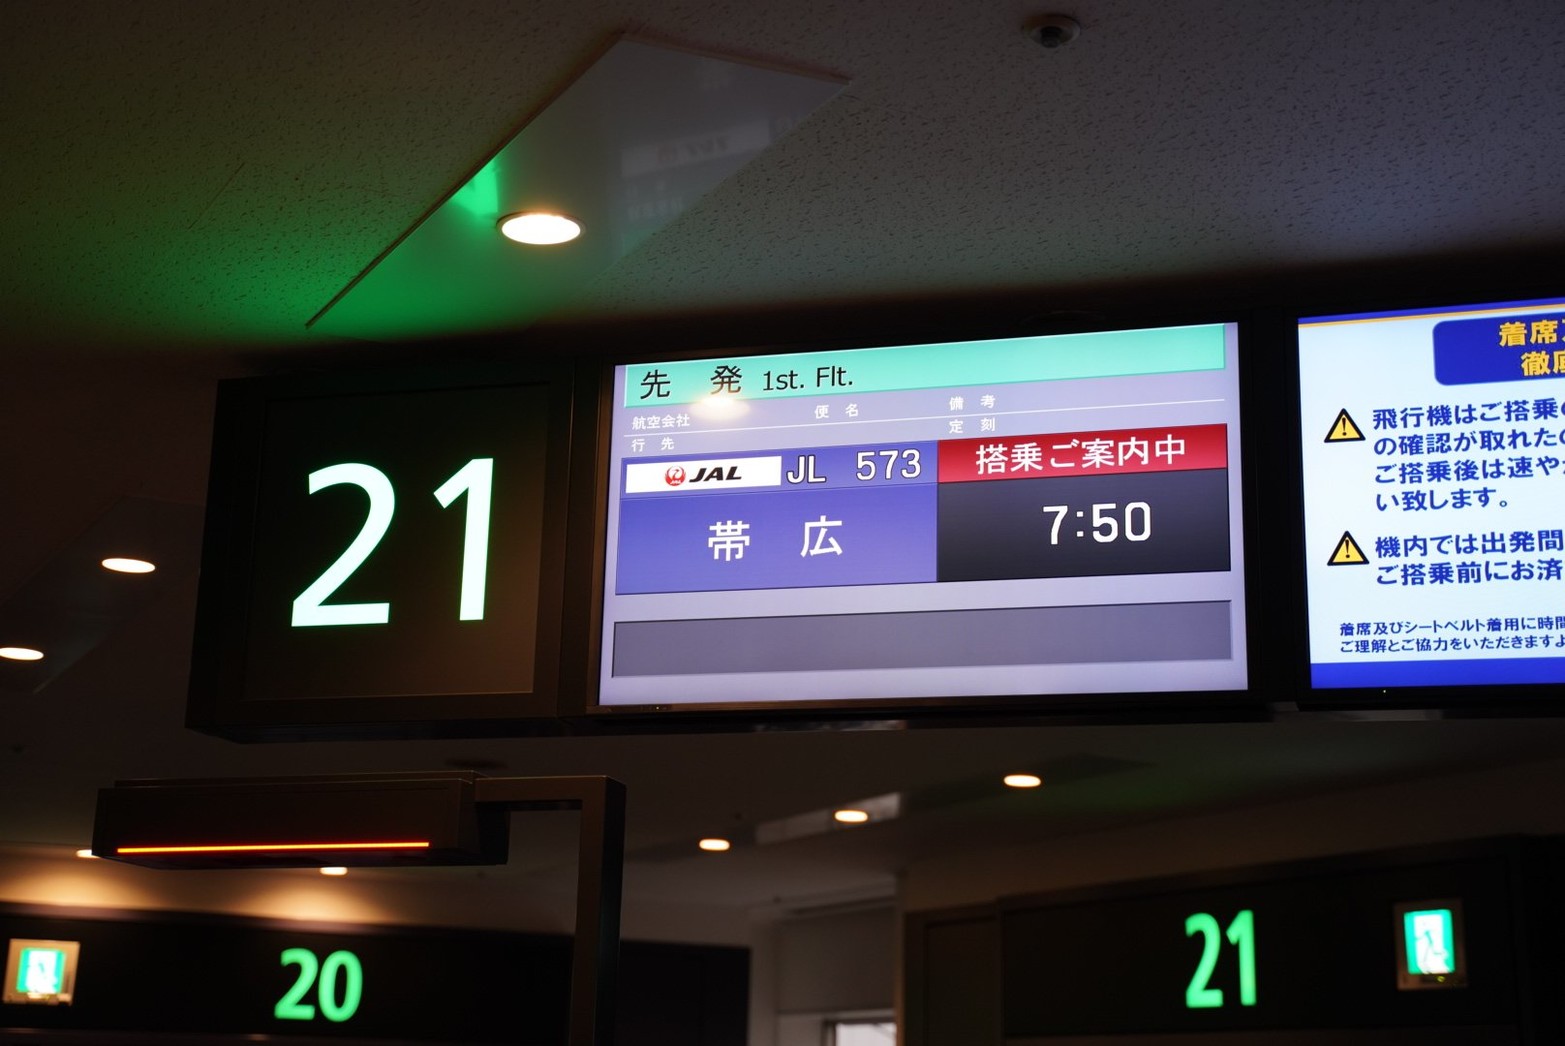 21
先 発 1st. Flt.
航空会社 便 名 備 考
行 先 定 刻
JAL JL 573 搭乗ご案内中
帯 広 7:50
着席
徹
飛行機はご搭乗
の確認が取れた
ご搭乗後は速や
い致します。
機内では出発間
ご搭乗前にお済
着席及びシートベルト着用に時間
ご理解とご協力をいただきますよ
20
21